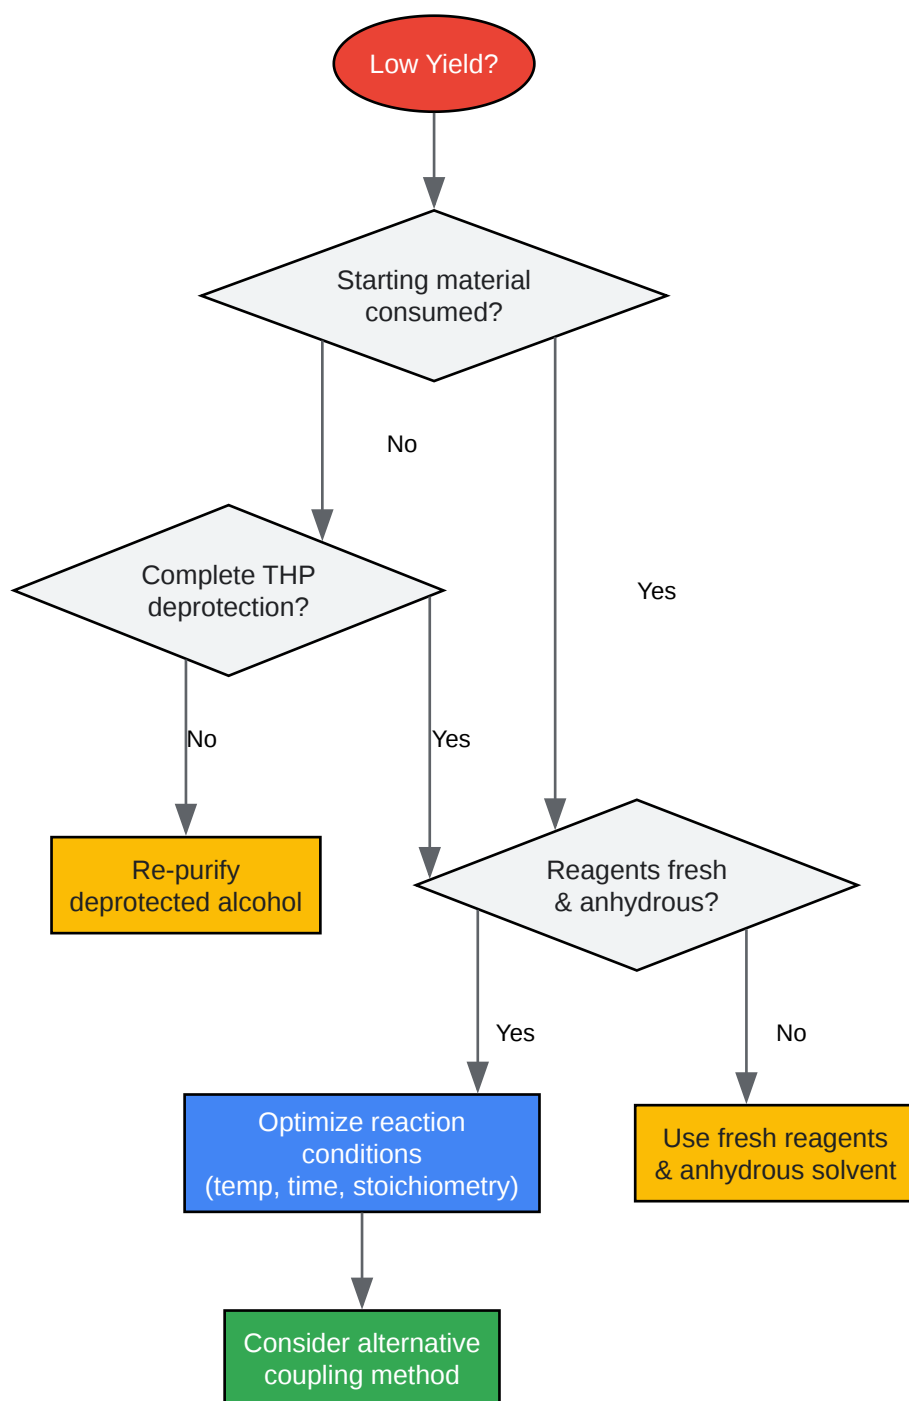 Low Yield?
Starting material
consumed?
No
Complete THP
deprotection?
Yes
No
Yes
Re-purify
deprotected alcohol
Reagents fresh
& anhydrous?
Yes
No
Optimize reaction
conditions
(temp, time, stoichiometry)
Use fresh reagents
& anhydrous solvent
Consider alternative
coupling method